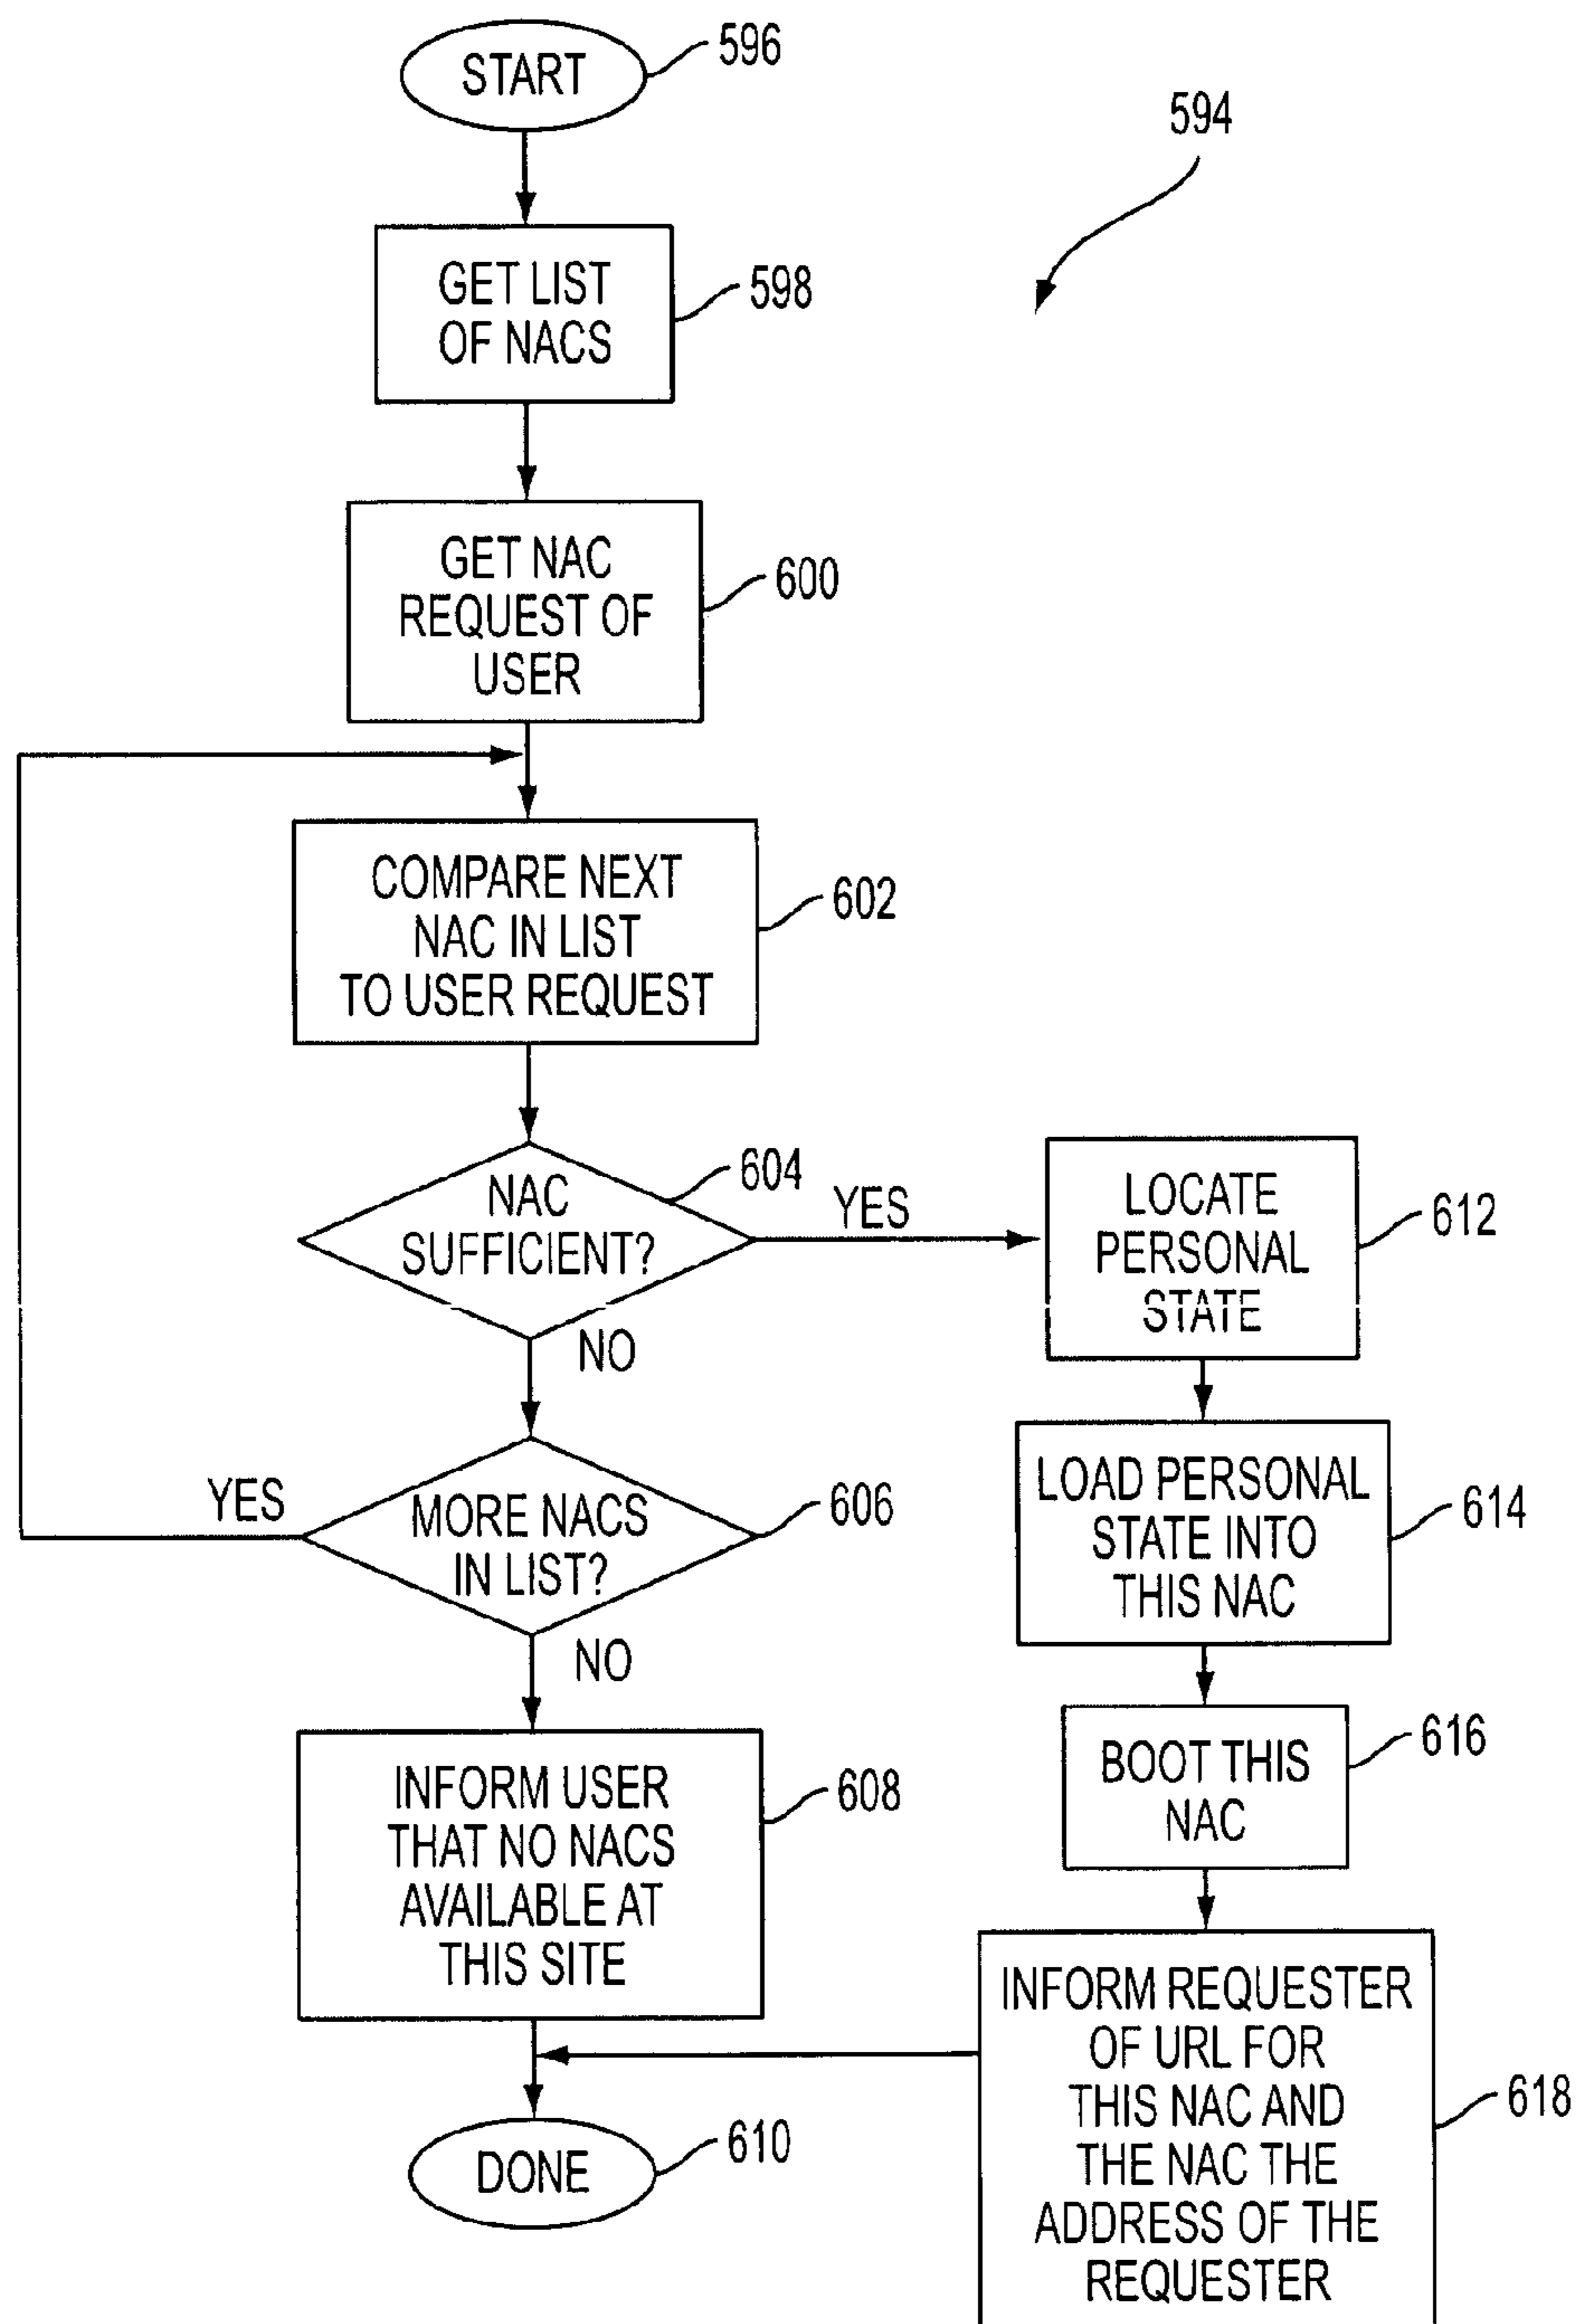 START
596
594
GET LIST
OF NACS
598
GET NAC
REQUEST OF
USER
600
COMPARE NEXT
NAC IN LIST
TO USER REQUEST
602
NAC
SUFFICIENT?
604
YES
NO
LOCATE
PERSONAL
STATE
612
LOAD PERSONAL
STATE INTO
THIS NAC
614
YES
MORE NACS
IN LIST?
606
NO
BOOT THIS
NAC
616
INFORM USER
THAT NO NACS
AVAILABLE AT
THIS SITE
608
INFORM REQUESTER
OF URL FOR
THIS NAC AND
THE NAC THE
ADDRESS OF THE
REQUESTER
618
DONE
610